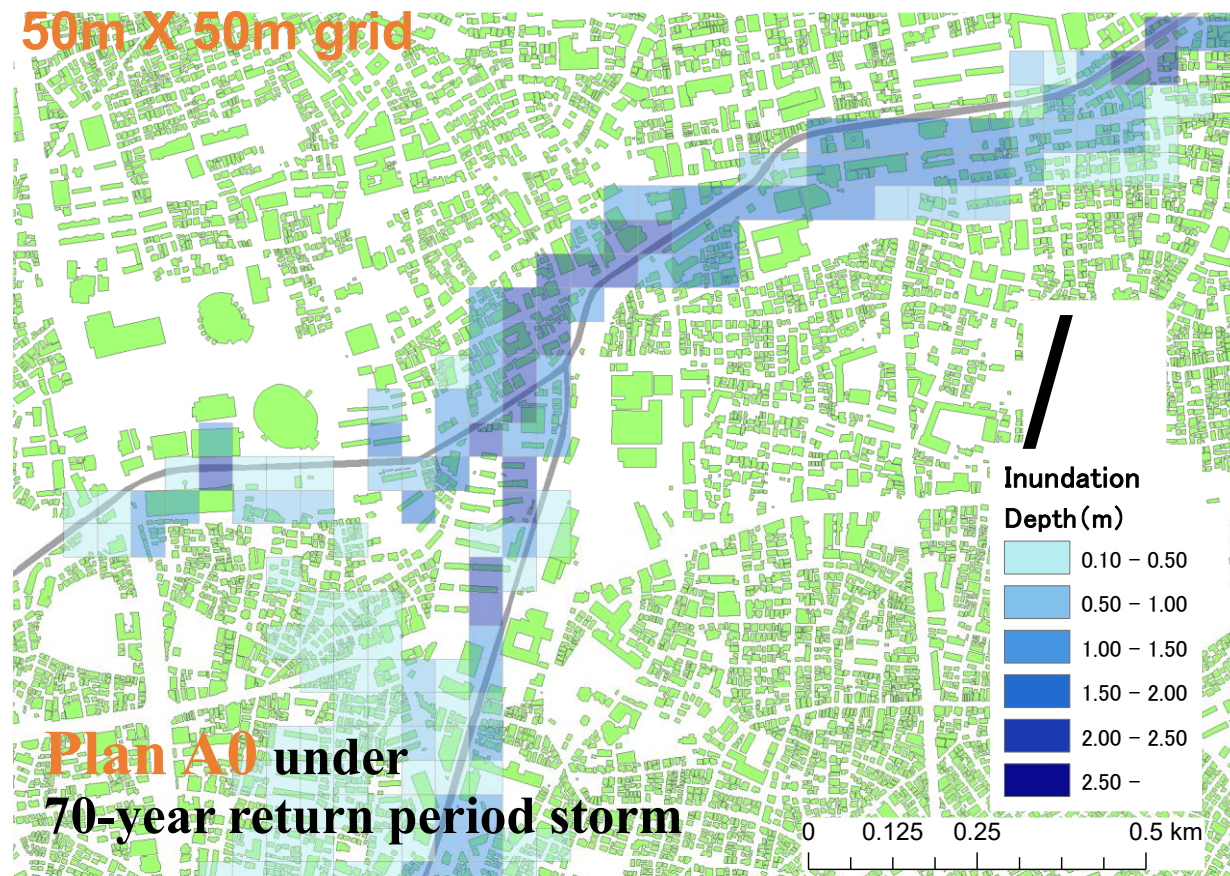 50m X 50m grid
Inundation
Depth(m)
0.10 - 0.50
0.50 - 1.00
1.00 - 1.50
1.50 - 2.00
2.00 - 2.50
2.50 -
Plan A0 under
70-year return period storm
0 0.125 0.25 0.5 km